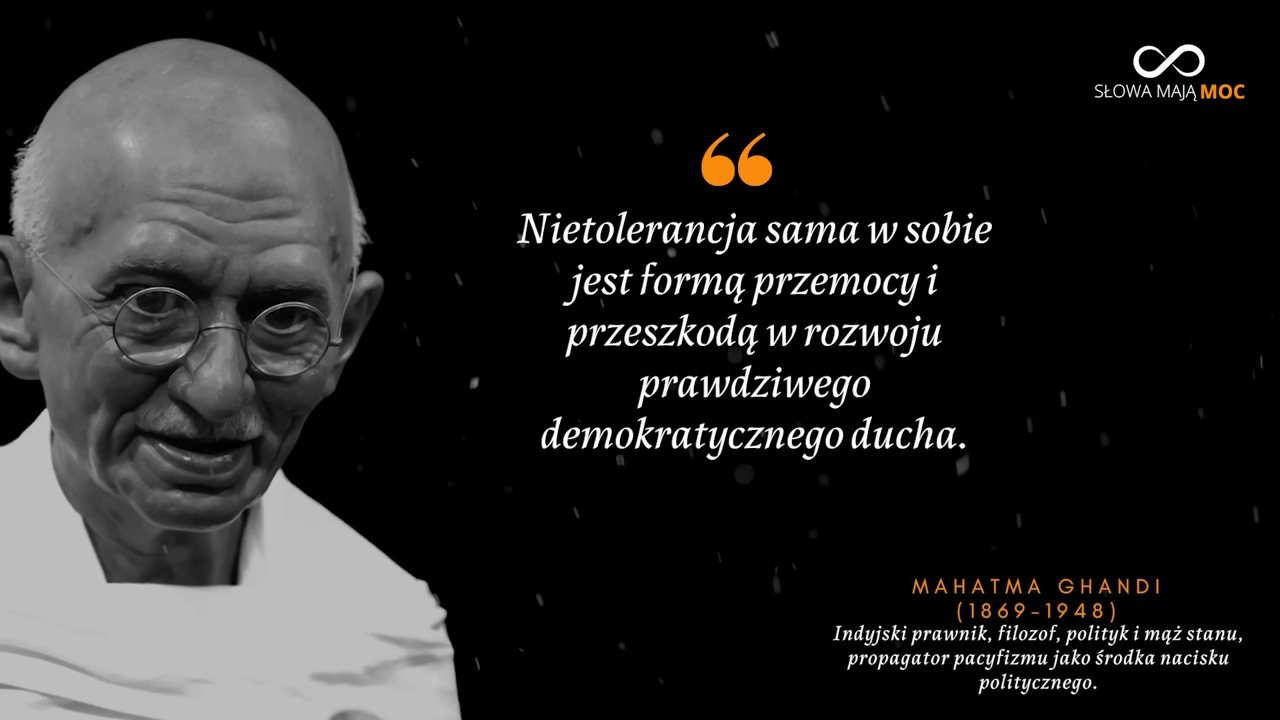 SŁOWA MAJĄ MOC
Nietolerancja sama w sobie
jest formą przemocy i
przeszkodą w rozwoju
prawdziwego
demokratycznego ducha.
MAHATMA GHANDI
(1869-1948)
Indyjski prawnik, filozof, polityk i mąż stanu,
propagator pacyfizmu jako środka nacisku
politycznego.